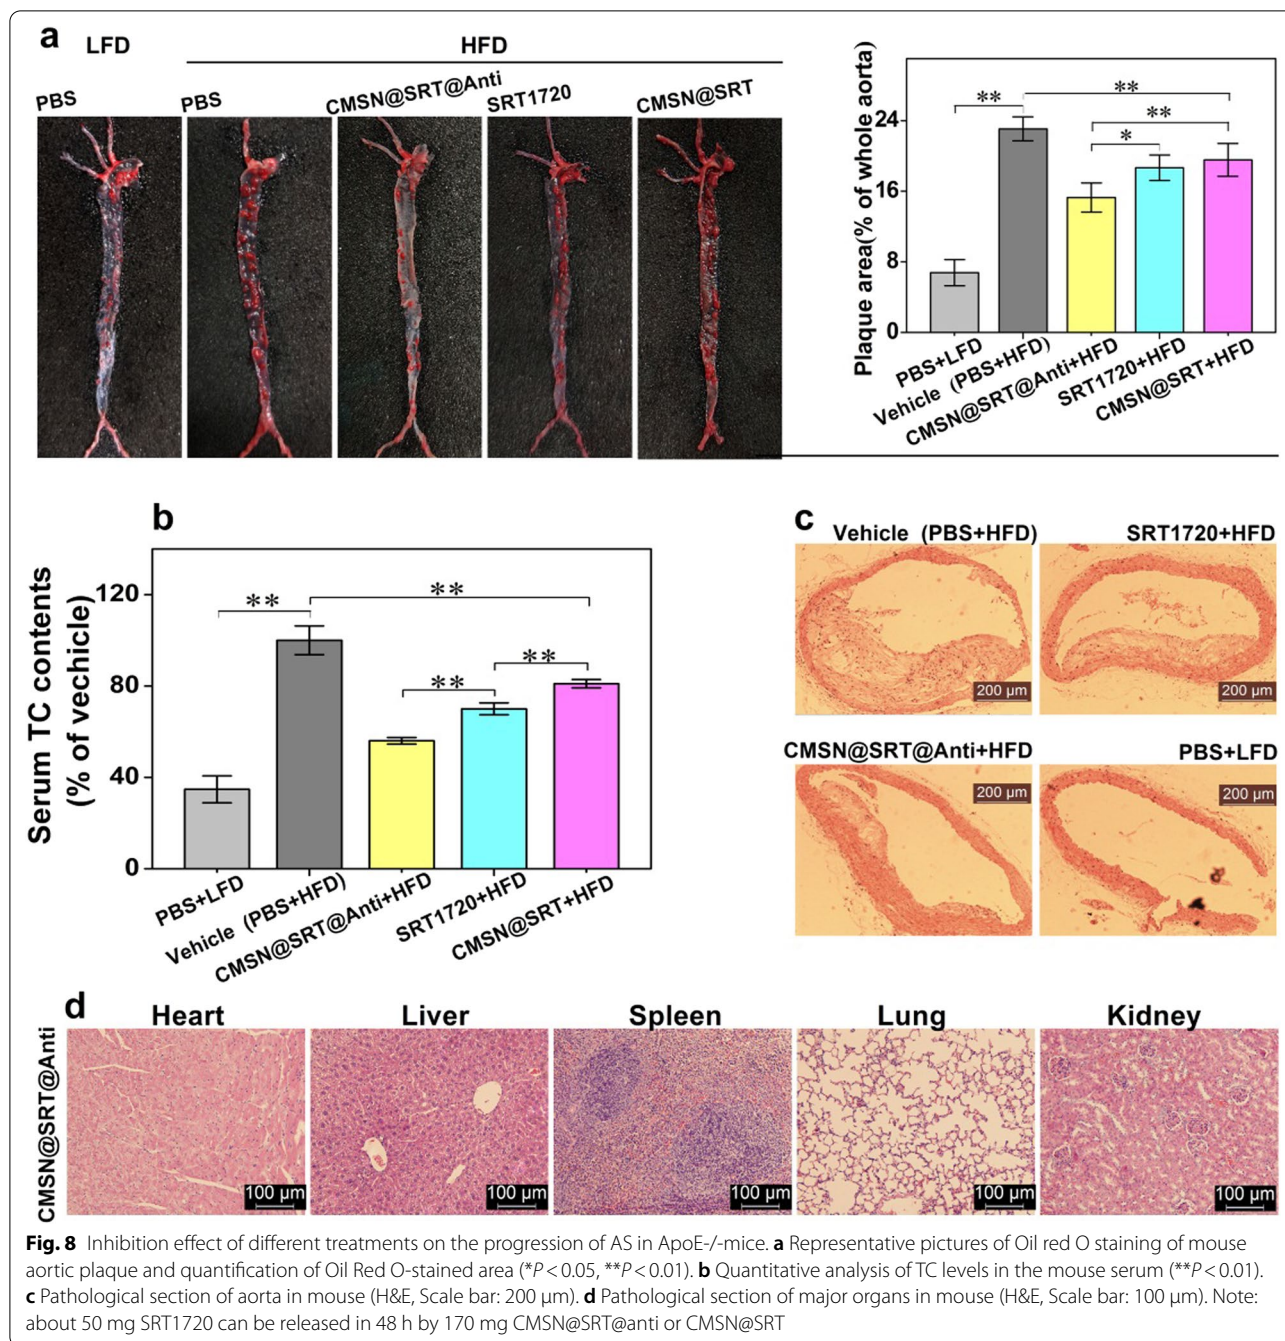 a
LFD
HFD
PBS
PBS
CMSN@SRT@Anti
SRT1720
CMSN@SRT
Plaque area(% of whole aorta)
24
16
8
0
**
**
**
*
PBS+LFD
Vehicle (PBS+HFD)
CMSN@SRT@Anti+HFD
SRT1720+HFD
CMSN@SRT+HFD
b
Serum TC contents
(% of vechicle)
120
80
40
0
**
**
**
**
PBS+LFD
Vehicle (PBS+HFD)
CMSN@SRT@Anti+HFD
SRT1720+HFD
CMSN@SRT+HFD
c
Vehicle (PBS+HFD)
SRT1720+HFD
200 μm
200 μm
CMSN@SRT@Anti+HFD
PBS+LFD
200 μm
200 μm
d
Heart
Liver
Spleen
Lung
Kidney
CMSN@SRT@Anti
100 μm
100 μm
100 μm
100 μm
100 μm
Fig. 8 Inhibition effect of different treatments on the progression of AS in ApoE-/-mice. a Representative pictures of Oil red O staining of mouse
aortic plaque and quantification of Oil Red O-stained area (*P < 0.05, **P < 0.01). b Quantitative analysis of TC levels in the mouse serum (**P < 0.01).
c Pathological section of aorta in mouse (H&E, Scale bar: 200 μm). d Pathological section of major organs in mouse (H&E, Scale bar: 100 μm). Note:
about 50 mg SRT1720 can be released in 48 h by 170 mg CMSN@SRT@anti or CMSN@SRT